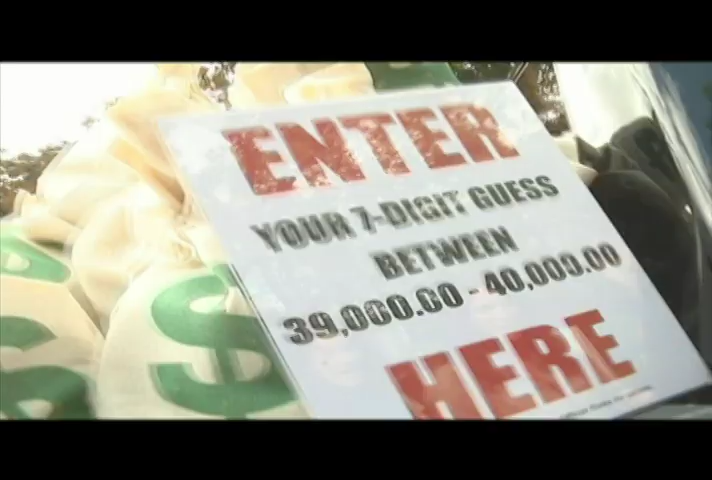 ENTER
YOUR 7-DIGIT GUESS
BETWEEN
39,000.00 - 40,000.00
HERE
$
$